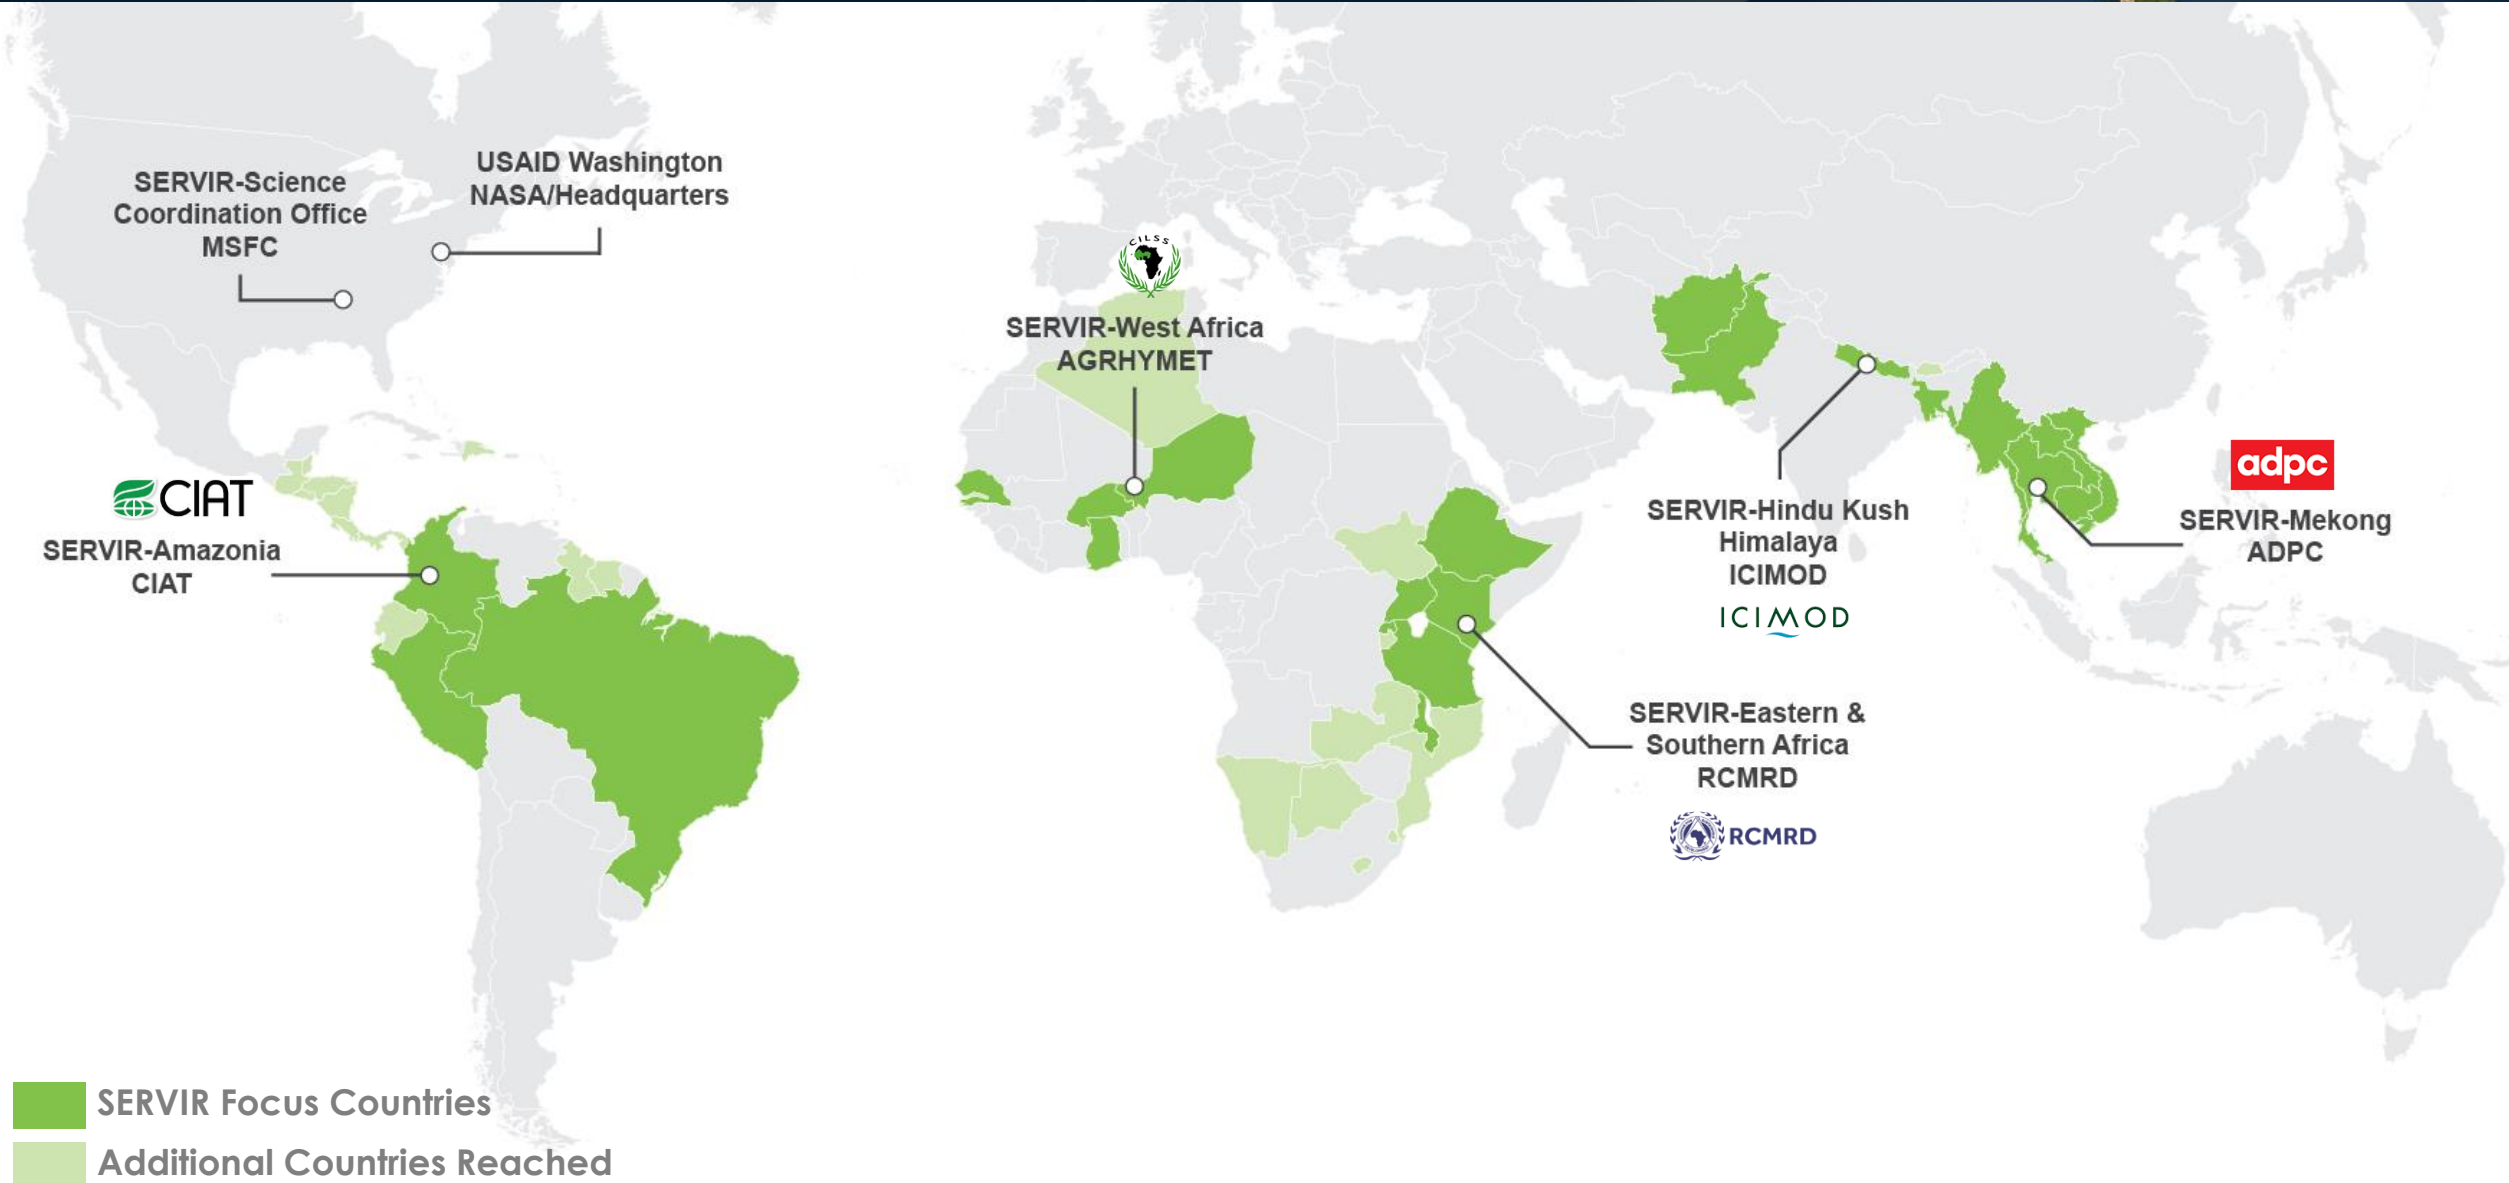 SERVIR-Science
Coordination Office
MSFC
USAID Washington
NASA/Headquarters
CILSS
SERVIR-West Africa
AGRHYMET
CIAT
SERVIR-Amazonia
CIAT
adpc
SERVIR-Mekong
ADPC
SERVIR-Hindu Kush
Himalaya
ICIMOD
ICIMOD
SERVIR-Eastern &
Southern Africa
RCMRD
RCMRD
SERVIR Focus Countries
Additional Countries Reached